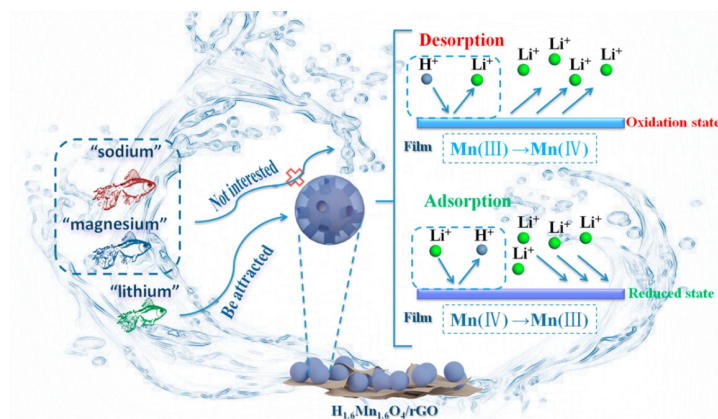 "sodium"
"magnesium"
"lithium"
Not interested
Be attracted
H₁.₆Mn₁.₆O₄/rGO
Desorption
H⁺
Li⁺
Li⁺
Li⁺
Li⁺
Li⁺
Oxidation state
Film
Mn(III)→Mn(IV)
Adsorption
Li⁺
H⁺
Li⁺
Li⁺
Li⁺
Li⁺
Reduced state
Film
Mn(IV)→Mn(III)